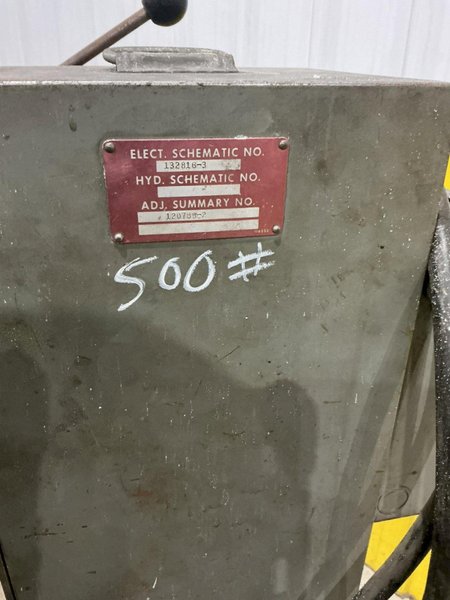 ELECT. SCHEMATIC NO.
132816-3
HYD. SCHEMATIC NO.
ADJ. SUMMARY NO.
500#